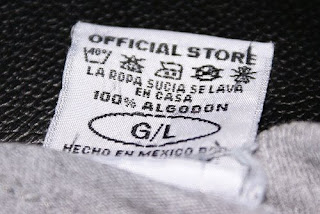 OFFICIAL STORE
40°
LA ROPA SUCIA SE LAVA
EN CASA
100% ALGODON
G/L
HECHO EN MEXICO